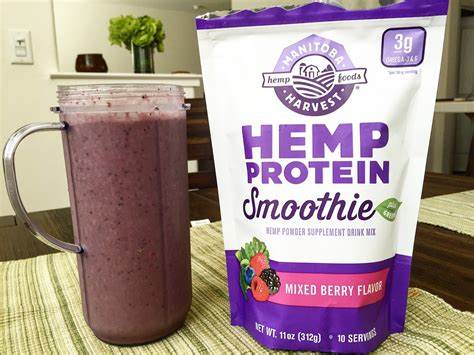 3g
OMEGA 3&6
MANITOBA
hemp foods
HARVEST
HEMP
PROTEIN
Smoothie
HEMP POWDER SUPPLEMENT DRINK MIX
MIXED BERRY FLAVOR
NET WT. 11oz (312g) • 10 SERVINGS